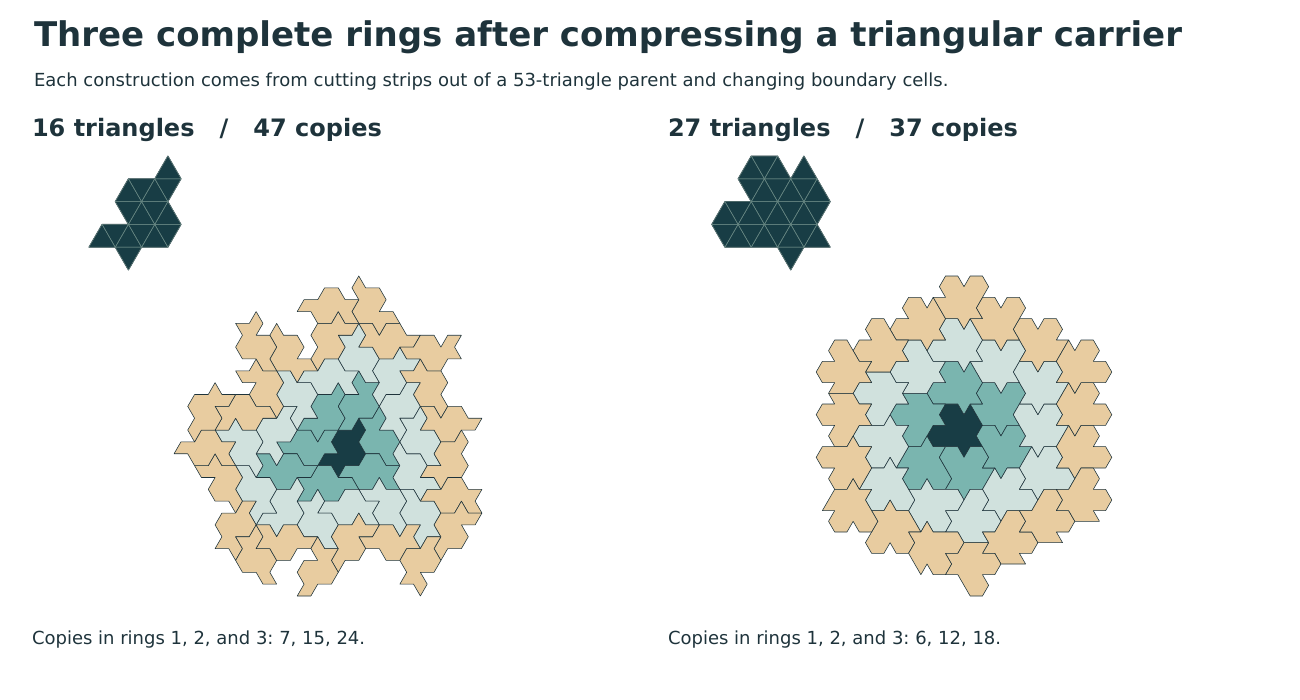 Three complete rings after compressing a triangular carrier
Each construction comes from cutting strips out of a 53-triangle parent and changing boundary cells.
16 triangles / 47 copies
27 triangles / 37 copies
Copies in rings 1, 2, and 3: 7, 15, 24.
Copies in rings 1, 2, and 3: 6, 12, 18.